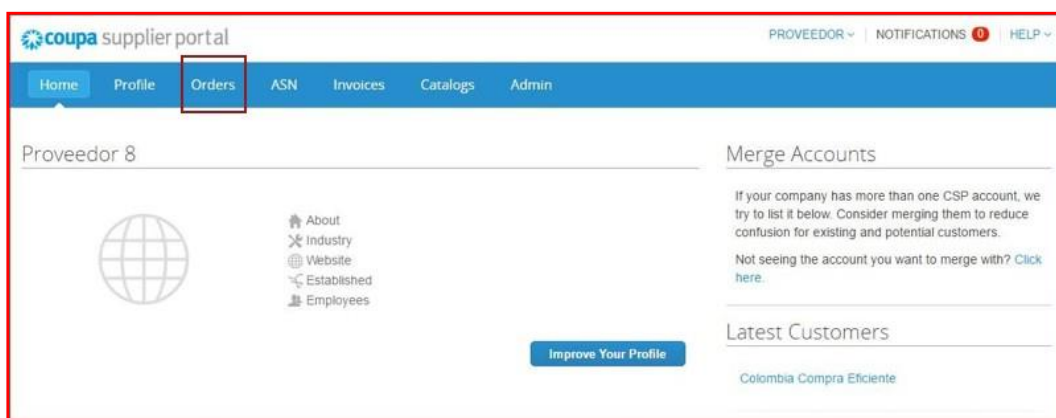 coupa supplier portal
PROVEEDOR NOTIFICATIONS 0 HELP
Home Profile Orders ASN Invoices Catalogs Admin
Proveedor 8
About
Industry
Website
Established
Employees
Improve Your Profile
Merge Accounts
If your company has more than one CSP account, we
try to list it below. Consider merging them to reduce
confusion for existing and potential customers.
Not seeing the account you want to merge with? Click
here.
Latest Customers
Colombia Compra Eficiente